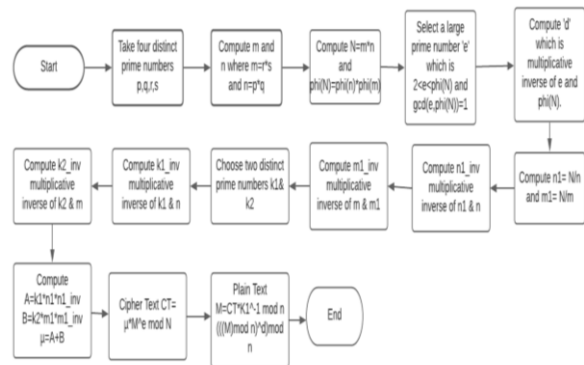 Start
Take four distinct
prime numbers
p,q,r,s
Compute m and
n where m=r*s
and n=p*q
Compute N=m*n
and
phi(N)=phi(n)*phi(m)
Select a large
prime number 'e'
which is
2<e<phi(N) and
gcd(e,phi(N))=1
Compute 'd'
which is
multiplicative
inverse of e and
phi(N).
Compute n1= N/n
and m1= N/m
Compute n1_inv
multiplicative
inverse of n1 & n
Compute m1_inv
multiplicative
inverse of m & m1
Choose two distinct
prime numbers k1&
k2
Compute k1_inv
multiplicative
inverse of k1 & n
Compute k2_inv
multiplicative
inverse of k2 & m
Compute
A=k1*n1*n1_inv
B=k2*m1*m1_inv
μ=A+B
Cipher Text CT=
μ*M^e mod N
Plain Text
M=CT*K1^-1 mod n
(((M)mod n)^d)mod
n
End